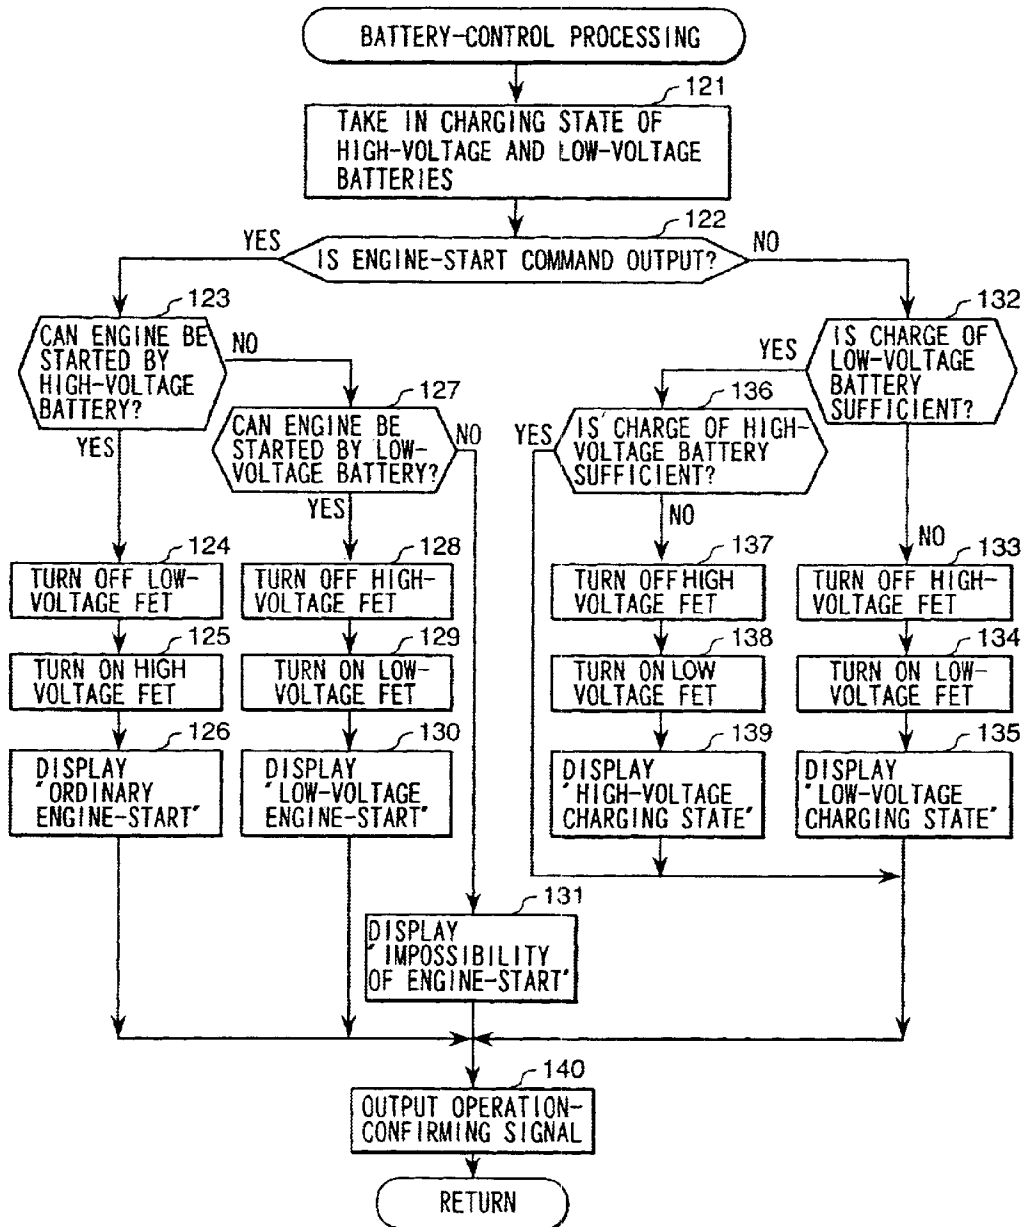 BATTERY-CONTROL PROCESSING
121
TAKE IN CHARGING STATE OF
HIGH-VOLTAGE AND LOW-VOLTAGE
BATTERIES
122
YES
IS ENGINE-START COMMAND OUTPUT?
NO
123
CAN ENGINE BE
STARTED BY
HIGH-VOLTAGE
BATTERY?
NO
YES
127
CAN ENGINE BE
STARTED BY LOW-
VOLTAGE BATTERY?
NO
YES
132
IS CHARGE OF
LOW-VOLTAGE
BATTERY
SUFFICIENT?
YES
NO
136
IS CHARGE OF HIGH-
VOLTAGE BATTERY
SUFFICIENT?
YES
NO
124
TURN OFF LOW-
VOLTAGE FET
128
TURN OFF HIGH-
VOLTAGE FET
137
TURN OFF HIGH
VOLTAGE FET
133
TURN OFF HIGH-
VOLTAGE FET
125
TURN ON HIGH
VOLTAGE FET
129
TURN ON LOW-
VOLTAGE FET
138
TURN ON LOW
VOLTAGE FET
134
TURN ON LOW-
VOLTAGE FET
126
DISPLAY
"ORDINARY
ENGINE-START"
130
DISPLAY
"LOW-VOLTAGE
ENGINE-START"
139
DISPLAY
"HIGH-VOLTAGE
CHARGING STATE"
135
DISPLAY
"LOW-VOLTAGE
CHARGING STATE"
131
DISPLAY
"IMPOSSIBILITY
OF ENGINE-START"
140
OUTPUT OPERATION-
CONFIRMING SIGNAL
RETURN